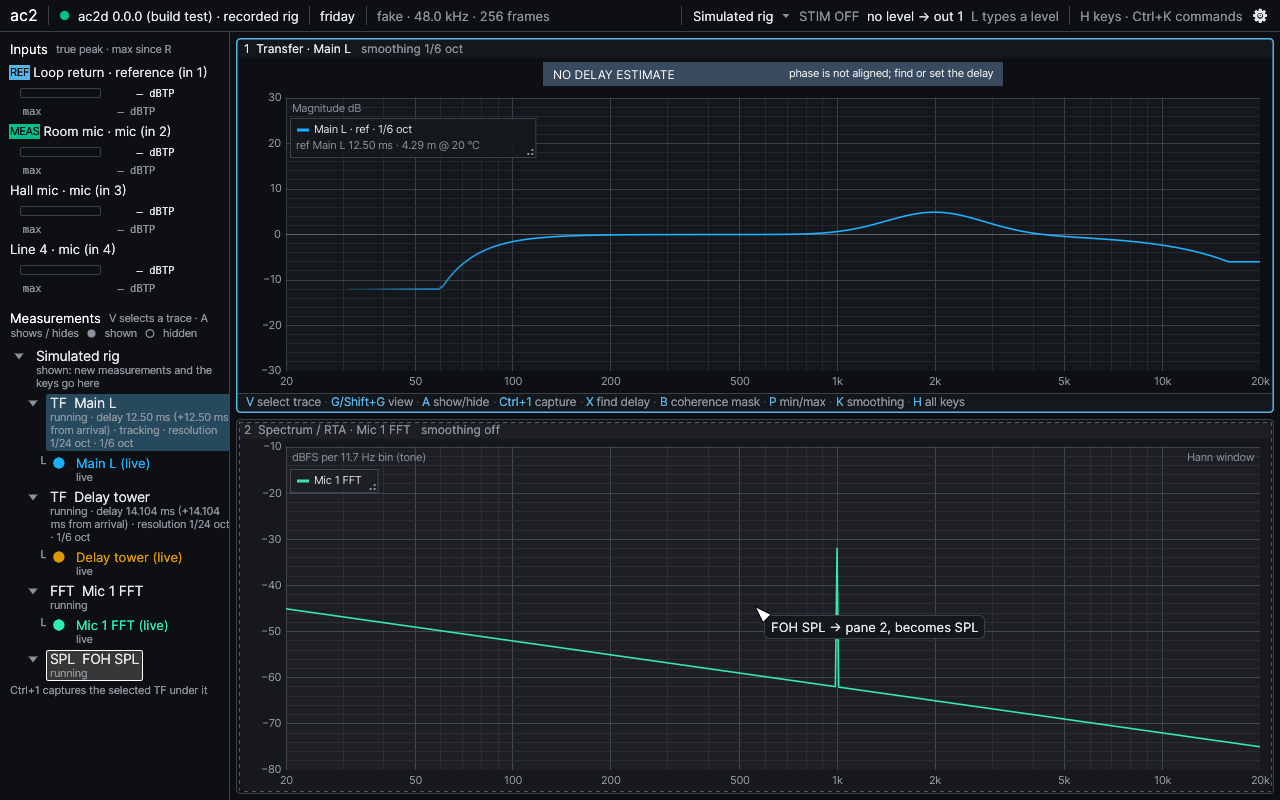 ac2 ac2d 0.0.0 (build test) · recorded rig friday fake · 48.0 kHz · 256 frames Simulated rig STIM OFF no level → out 1 L types a level H keys · Ctrl+K commands
Inputs true peak · max since R
REF Loop return · reference (in 1)
– dBTP
max – dBTP
MEAS Room mic · mic (in 2)
– dBTP
max – dBTP
Hall mic · mic (in 3)
– dBTP
max – dBTP
Line 4 · mic (in 4)
– dBTP
max – dBTP
Measurements V selects a trace · A
shows / hides shown hidden
Simulated rig
shown: new measurements and the
keys go here
TF Main L
running · delay 12.50 ms (+12.50 ms
from arrival) · tracking · resolution
1/24 oct · 1/6 oct
Main L (live)
live
TF Delay tower
running · delay 14.104 ms (+14.104
ms from arrival) · resolution 1/24 oct
· 1/6 oct
Delay tower (live)
live
FFT Mic 1 FFT
running
Mic 1 FFT (live)
live
SPL FOH SPL
running
Ctrl+1 captures the selected TF under it
1 Transfer · Main L smoothing 1/6 oct
NO DELAY ESTIMATE phase is not aligned; find or set the delay
Magnitude dB
Main L · ref · 1/6 oct
ref Main L 12.50 ms · 4.29 m @ 20 °C
30
20
10
0
−10
−20
−30
20 50 100 200 500 1k 2k 5k 10k 20k
V select trace · G/Shift+G view · A show/hide · Ctrl+1 capture · X find delay · B coherence mask · P min/max · K smoothing · H all keys
2 Spectrum / RTA · Mic 1 FFT smoothing off
dBFS per 11.7 Hz bin (tone) Hann window
Mic 1 FFT
−10
−20
−30
−40
−50
−60
−70
−80
FOH SPL → pane 2, becomes SPL
20 50 100 200 500 1k 2k 5k 10k 20k